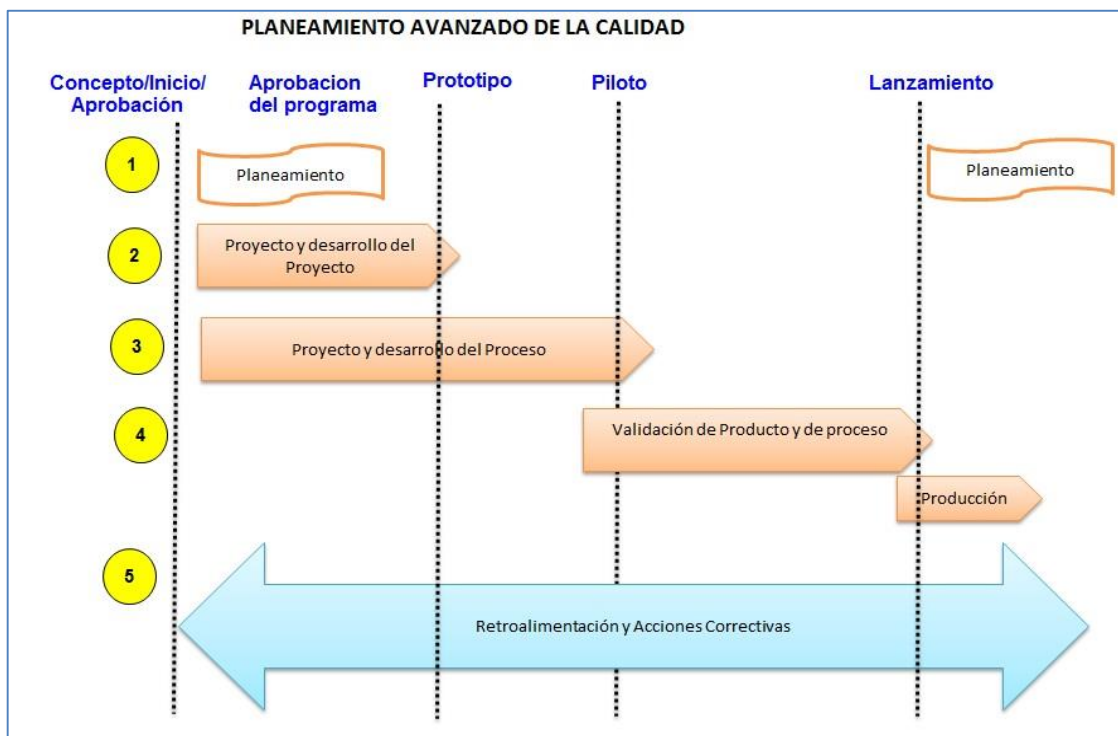 PLANEAMIENTO AVANZADO DE LA CALIDAD
Concepto/Inicio/
Aprobación
Aprobacion
del programa
Prototipo
Piloto
Lanzamiento
1
Planeamiento
Planeamiento
2
Proyecto y desarrollo del
Proyecto
3
Proyecto y desarrollo del Proceso
4
Validación de Producto y de proceso
Producción
5
Retroalimentación y Acciones Correctivas